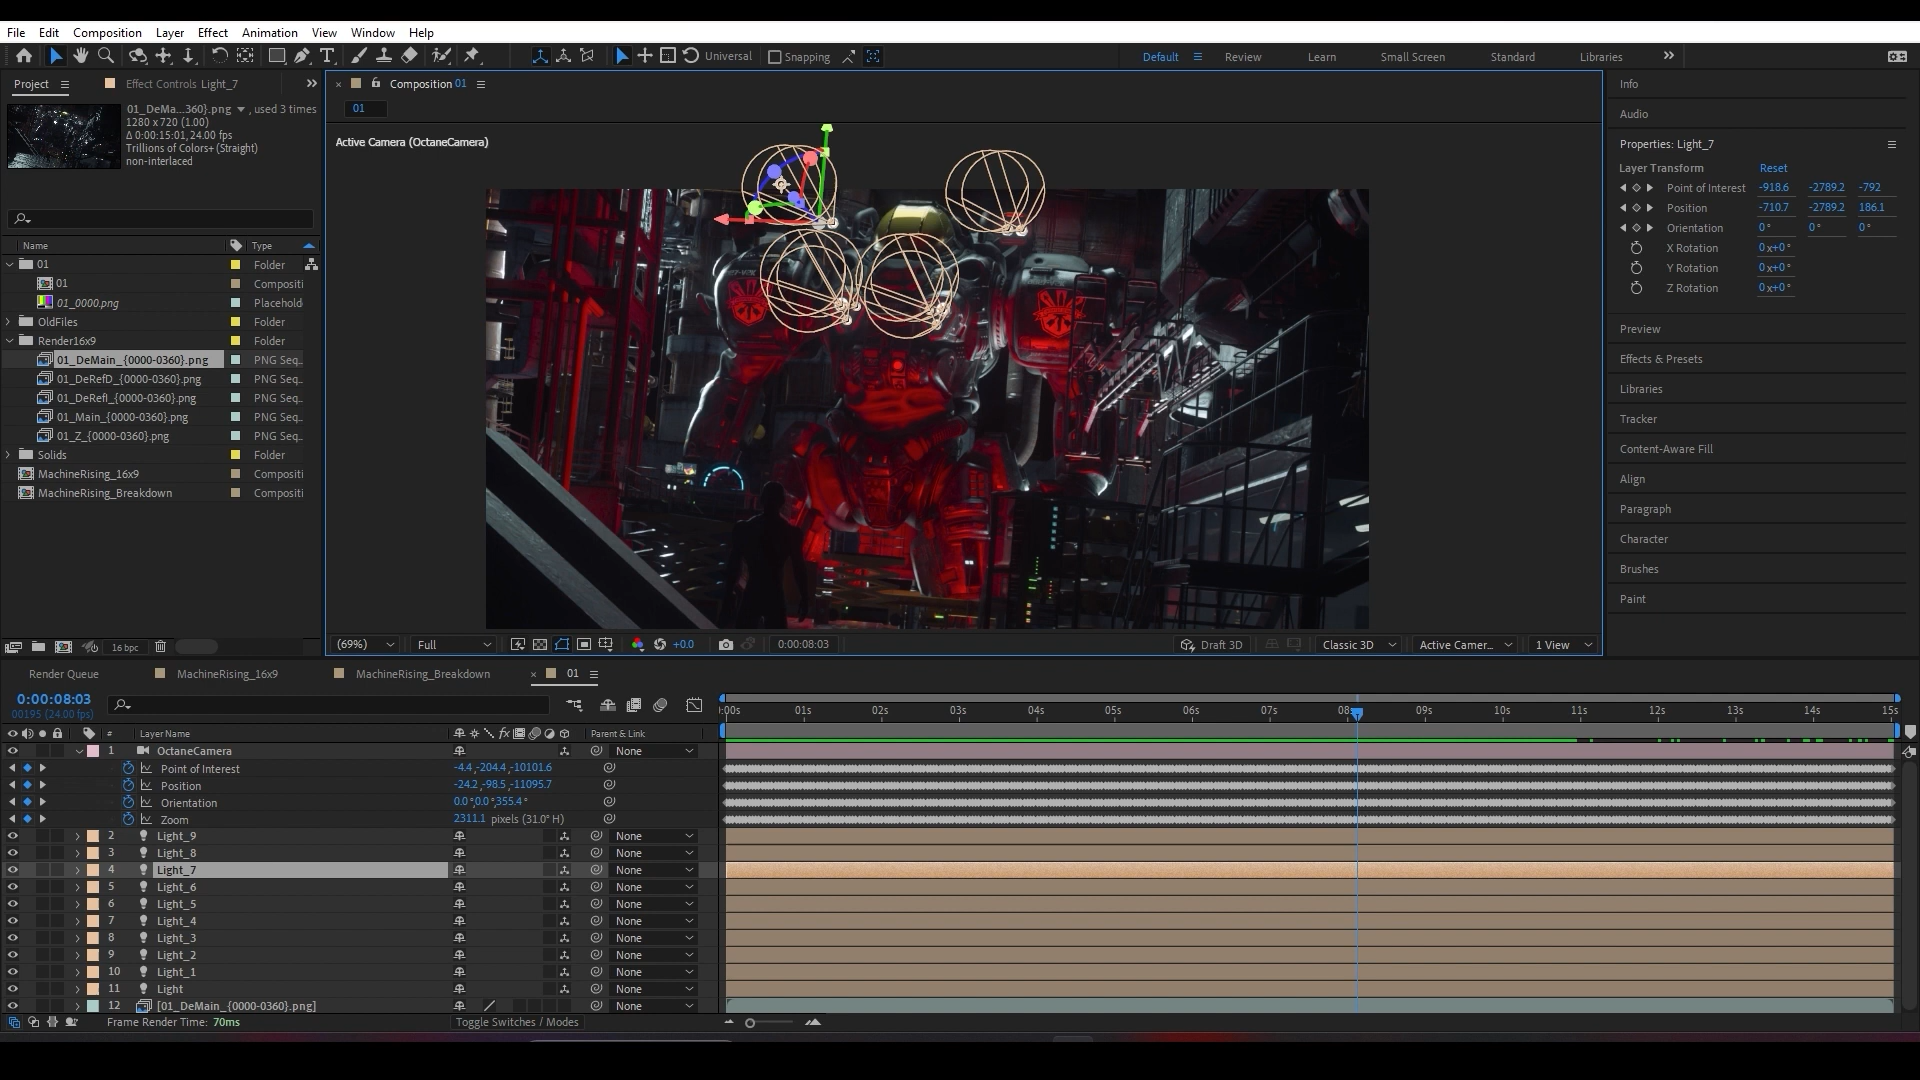 File Edit Composition Layer Effect Animation View Window Help
Universal Snapping Default Review Learn Small Screen Standard Libraries
Project Effect Controls Light_7
Composition 01
01
01_DeMa...360}.png, used 3 times
1280 x 720 (1.00)
Δ 0:00:15:01, 24.00 fps
Trillions of Colors+ (Straight)
non-interlaced
Active Camera (OctaneCamera)
Name Type
01 Folder
01 Compositi
01_0000.png Placehold
OldFiles Folder
Render16x9 Folder
01_DeMain_{0000-0360}.png PNG Seq..
01_DeRefD_{0000-0360}.png PNG Seq..
01_DeRefI_{0000-0360}.png PNG Seq..
01_Main_{0000-0360}.png PNG Seq..
01_Z_{0000-0360}.png PNG Seq..
Solids Folder
MachineRising_16x9 Compositi
MachineRising_Breakdown Compositi
16 bpc
(69%) Full +0.0 0:00:08:03 Draft 3D Classic 3D Active Camer... 1 View
Info
Audio
Properties: Light_7
Layer Transform Reset
Point of Interest -918.6 -2789.2 -792
Position -710.7 -2789.2 186.1
Orientation 0° 0° 0°
X Rotation 0x+0°
Y Rotation 0x+0°
Z Rotation 0x+0°
Preview
Effects & Presets
Libraries
Tracker
Content-Aware Fill
Align
Paragraph
Character
Brushes
Paint
Render Queue MachineRising_16x9 MachineRising_Breakdown 01
0:00:08:03
00195 (24.00 fps)
:00s 01s 02s 03s 04s 05s 06s 07s 08s 09s 10s 11s 12s 13s 14s 15s
# Layer Name fx Parent & Link
1 OctaneCamera None
Point of Interest -4.4,-204.4,-10101.6
Position -24.2,-98.5,-11095.7
Orientation 0.0°,0.0°,355.4°
Zoom 2311.1 pixels (31.0° H)
2 Light_9 None
3 Light_8 None
4 Light_7 None
5 Light_6 None
6 Light_5 None
7 Light_4 None
8 Light_3 None
9 Light_2 None
10 Light_1 None
11 Light None
12 [01_DeMain_{0000-0360}.png] None
Frame Render Time: 70ms Toggle Switches / Modes